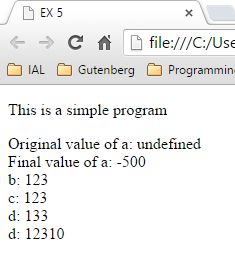 EX 5
file:///C:/Use
IAL
Gutenberg
Programmin
This is a simple program
Original value of a: undefined
Final value of a: -500
b: 123
c: 123
d: 133
d: 12310